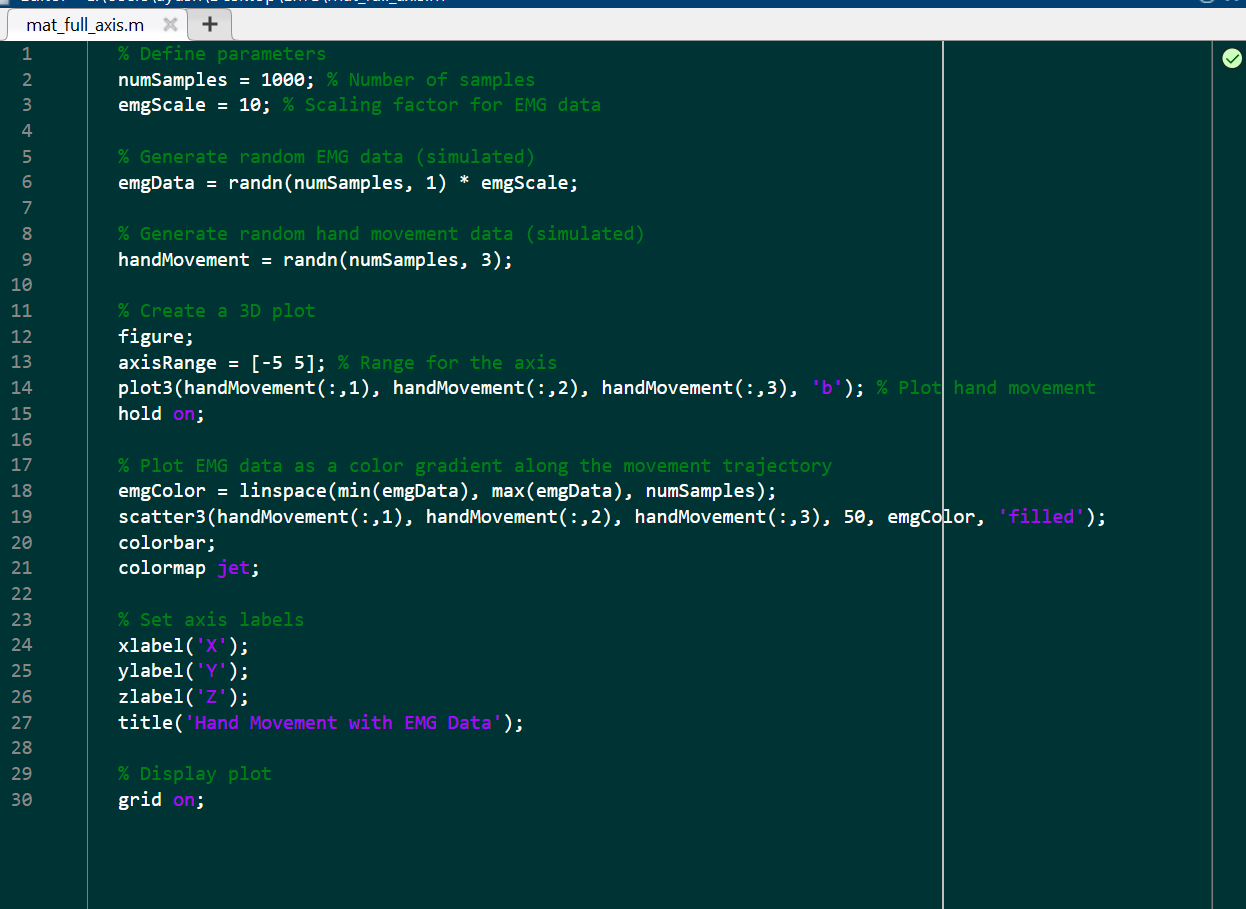 mat_full_axis.m
1 % Define parameters
2 numSamples = 1000; % Number of samples
3 emgScale = 10; % Scaling factor for EMG data
4
5 % Generate random EMG data (simulated)
6 emgData = randn(numSamples, 1) * emgScale;
7
8 % Generate random hand movement data (simulated)
9 handMovement = randn(numSamples, 3);
10
11 % Create a 3D plot
12 figure;
13 axisRange = [-5 5]; % Range for the axis
14 plot3(handMovement(:,1), handMovement(:,2), handMovement(:,3), 'b'); % Plot hand movement
15 hold on;
16
17 % Plot EMG data as a color gradient along the movement trajectory
18 emgColor = linspace(min(emgData), max(emgData), numSamples);
19 scatter3(handMovement(:,1), handMovement(:,2), handMovement(:,3), 50, emgColor, 'filled');
20 colorbar;
21 colormap jet;
22
23 % Set axis labels
24 xlabel('X');
25 ylabel('Y');
26 zlabel('Z');
27 title('Hand Movement with EMG Data');
28
29 % Display plot
30 grid on;